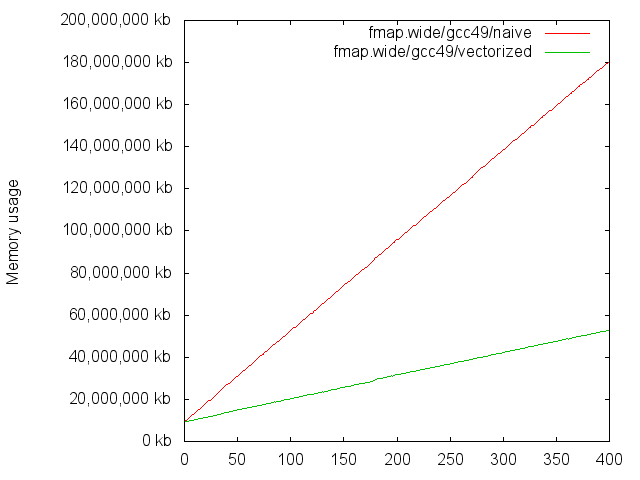 200,000,000 kb
180,000,000 kb
160,000,000 kb
140,000,000 kb
120,000,000 kb
100,000,000 kb
80,000,000 kb
60,000,000 kb
40,000,000 kb
20,000,000 kb
0 kb
Memory usage
fmap.wide/gcc49/naive
fmap.wide/gcc49/vectorized
0 50 100 150 200 250 300 350 400